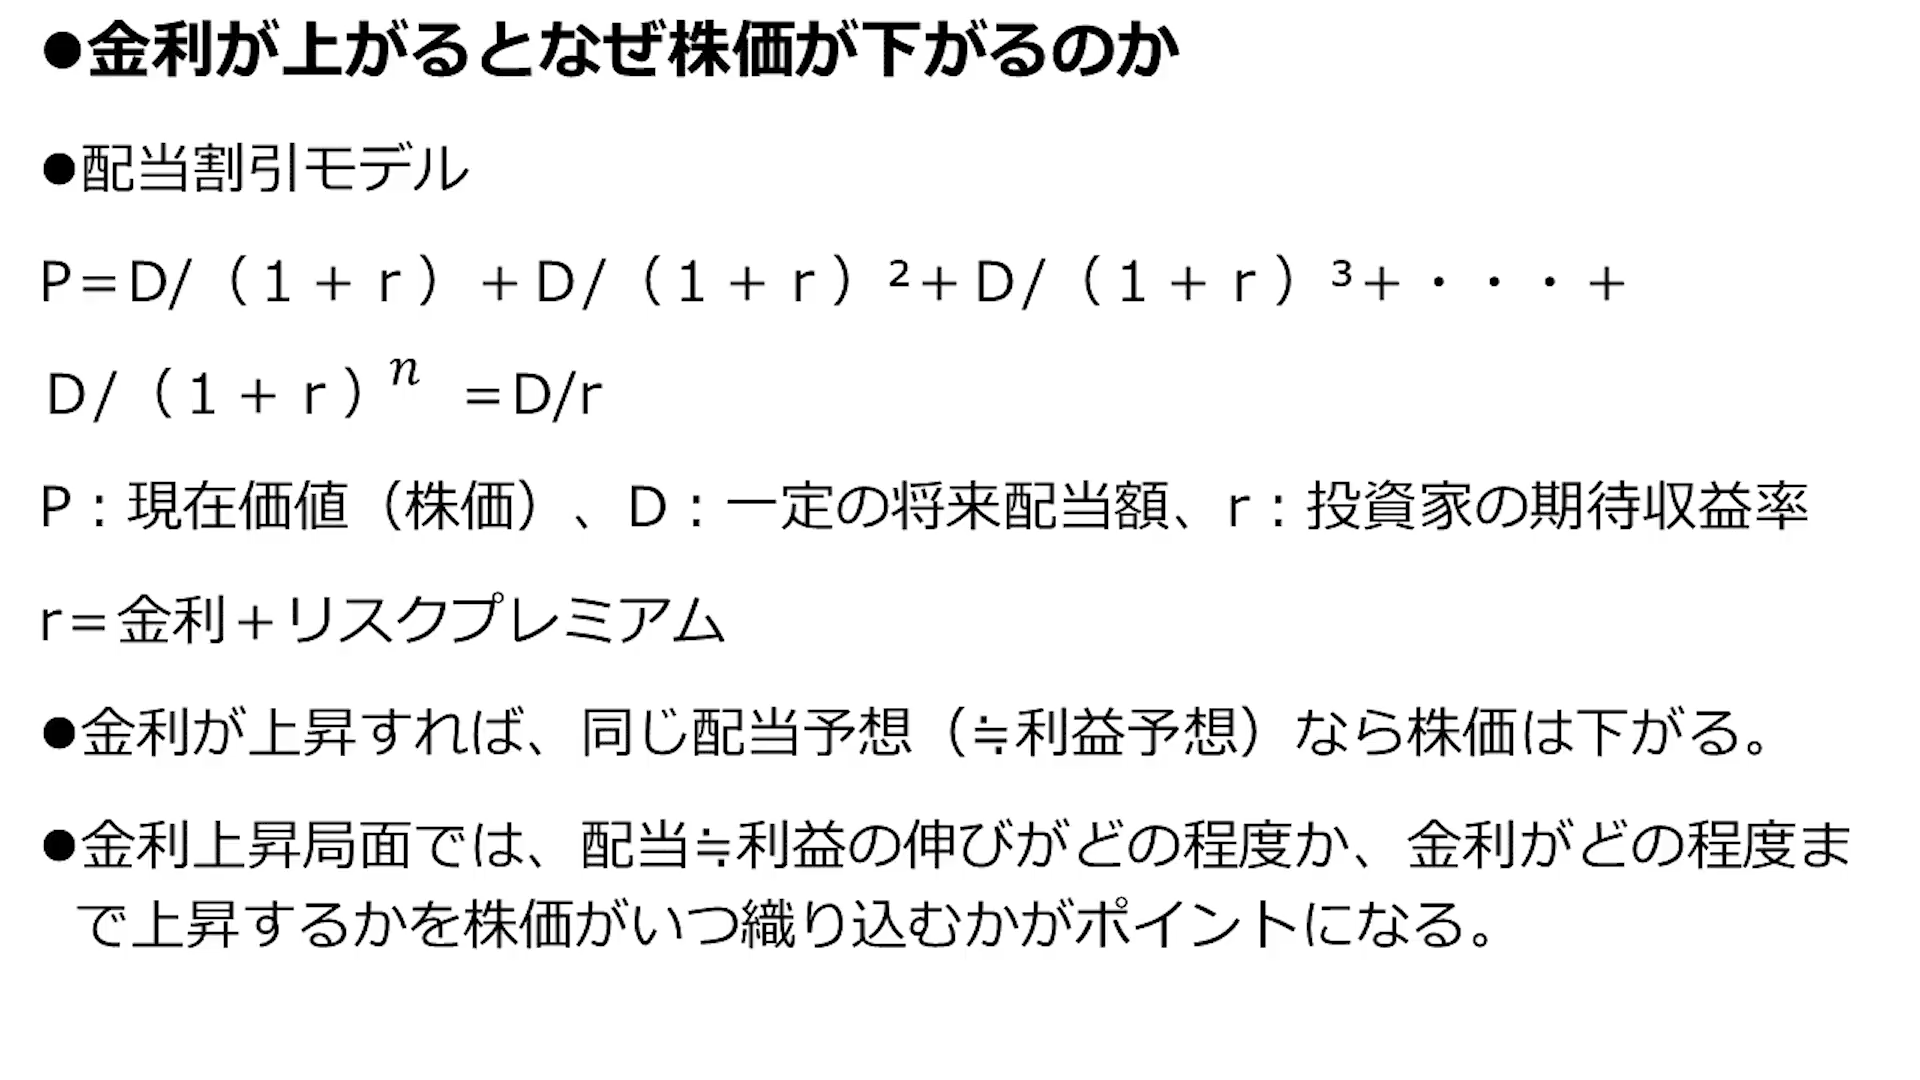 ●金利が上がるとなぜ株価が下がるのか
●配当割引モデル
P＝D/（1 + r）+D/（1 + r）²+D/（1 + r）³+・・・+
D/（1 + r）ⁿ ＝D/r
P：現在価値（株価）、D：一定の将来配当額、r：投資家の期待収益率
r＝金利＋リスクプレミアム
●金利が上昇すれば、同じ配当予想（≒利益予想）なら株価は下がる。
●金利上昇局面では、配当≒利益の伸びがどの程度か、金利がどの程度ま
で上昇するかを株価がいつ織り込むかがポイントになる。